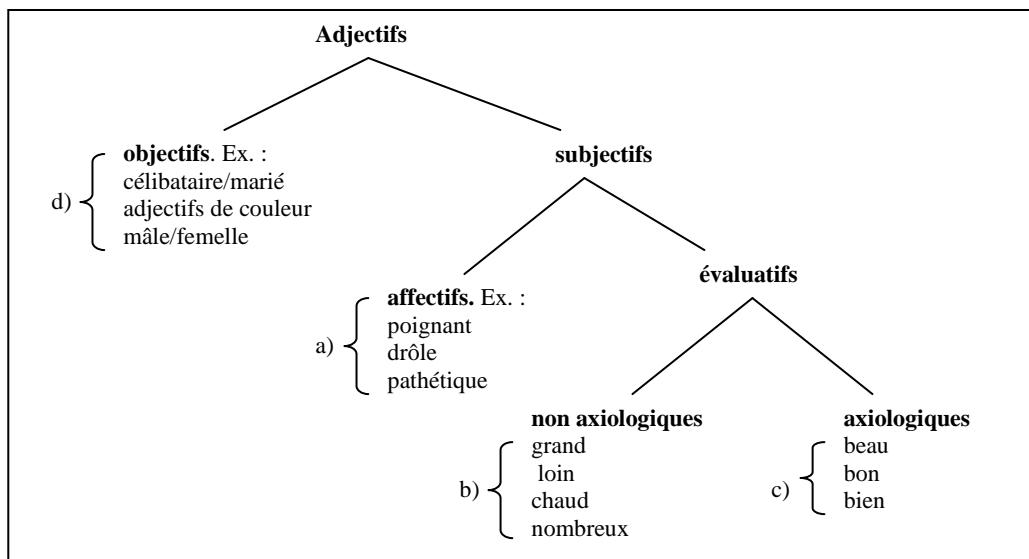 Adjectifs
objectifs. Ex. :
célibataire/marié
d)
adjectifs de couleur
mâle/femelle
subjectifs
évaluatifs
affectifs. Ex. :
poignant
a)
drôle
pathétique
non axiologiques
grand
loin
b)
chaud
nombreux
axiologiques
beau
c)
bon
bien